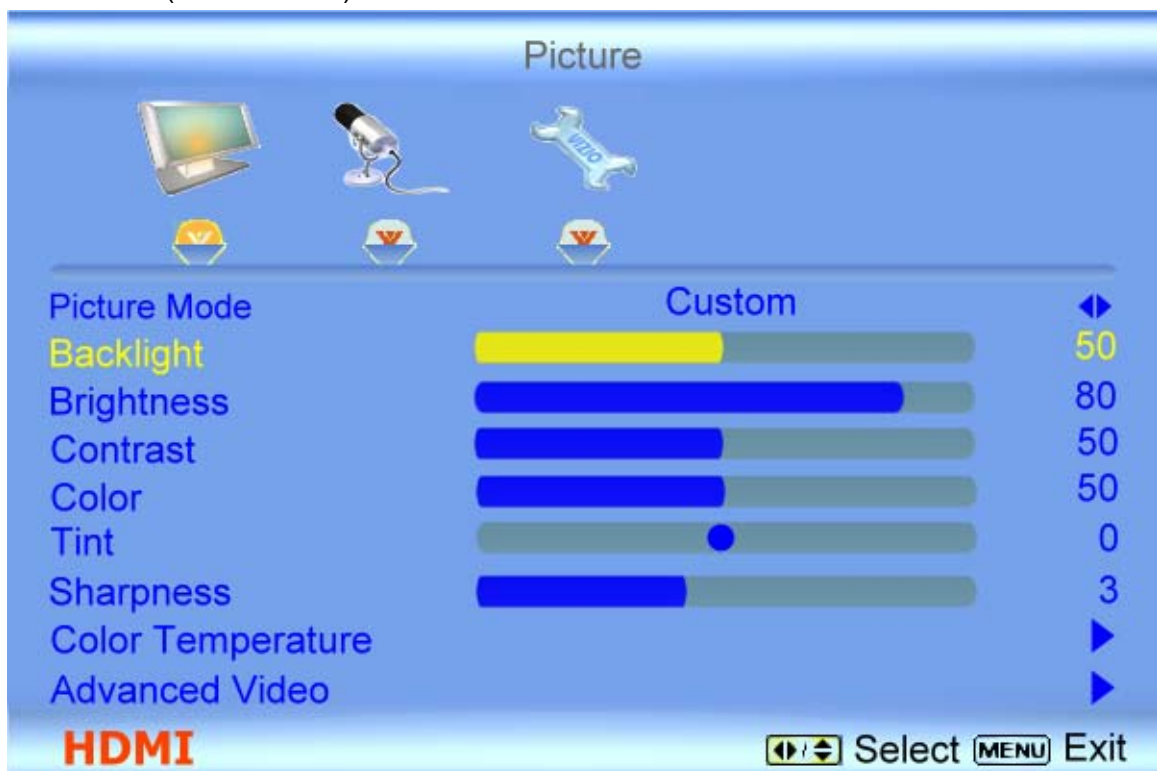 Picture
VIZIO
Picture Mode Custom
Backlight 50
Brightness 80
Contrast 50
Color 50
Tint 0
Sharpness 3
Color Temperature
Advanced Video
HDMI Select MENU Exit